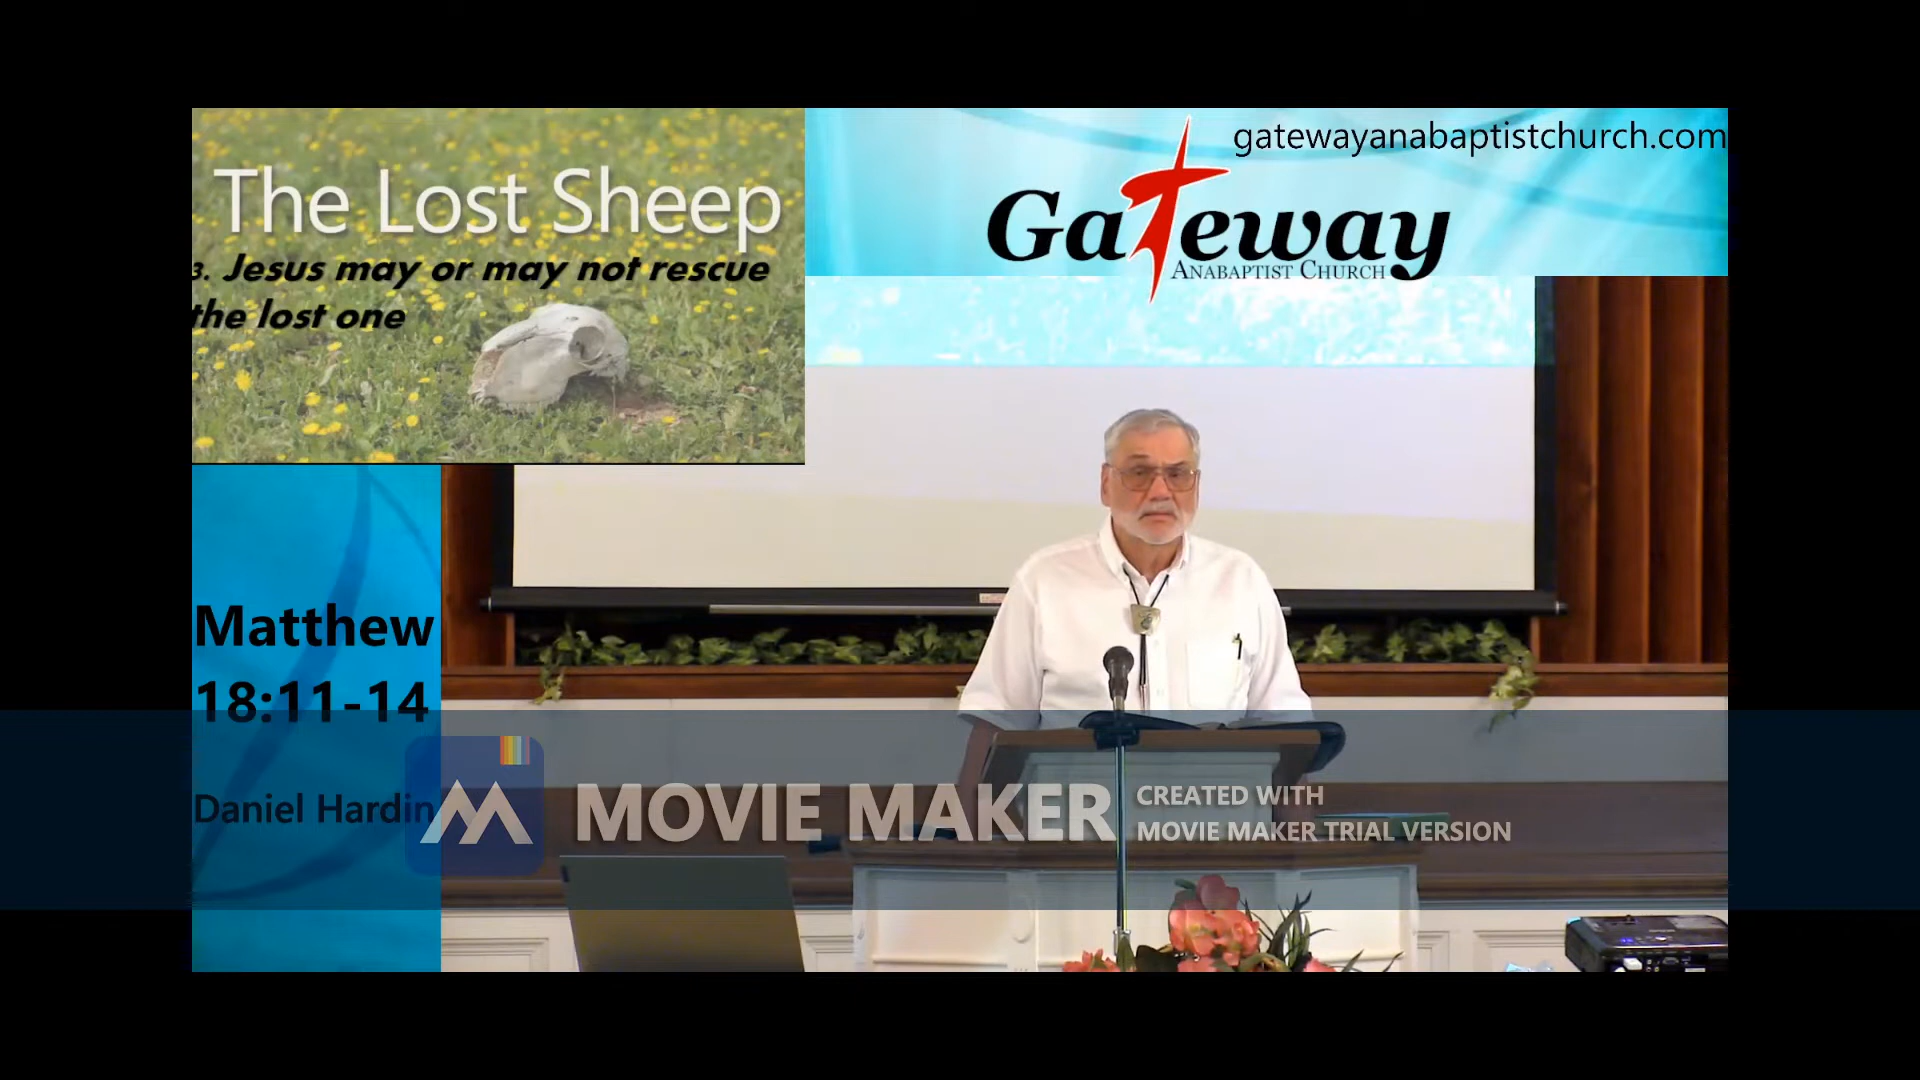 The Lost Sheep
3. Jesus may or may not rescue
the lost one
gatewayanabaptistchurch.com
Gateway
ANABAPTIST CHURCH
Matthew
18:11-14
Daniel Hardin
MOVIE MAKER
CREATED WITH
MOVIE MAKER TRIAL VERSION